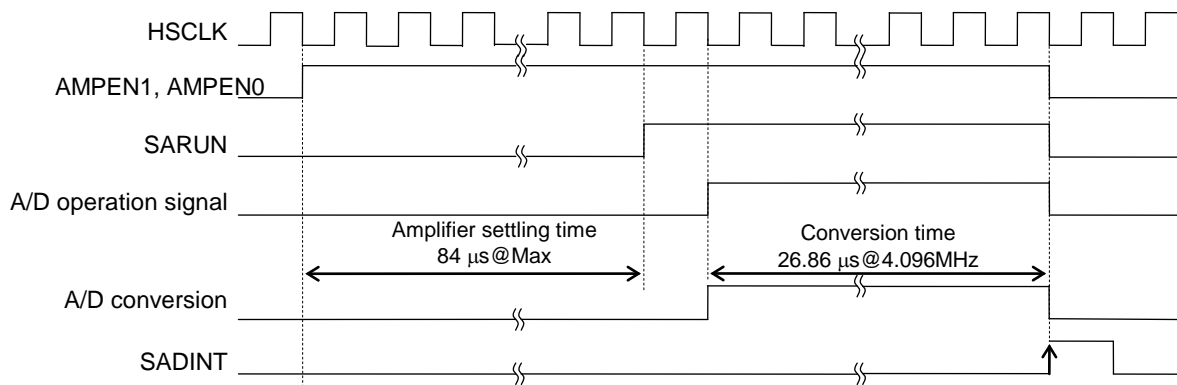 HSCLK
AMPEN1, AMPEN0
SARUN
A/D operation signal
Amplifier settling time
84 μs@Max
Conversion time
26.86 μs@4.096MHz
A/D conversion
SADINT